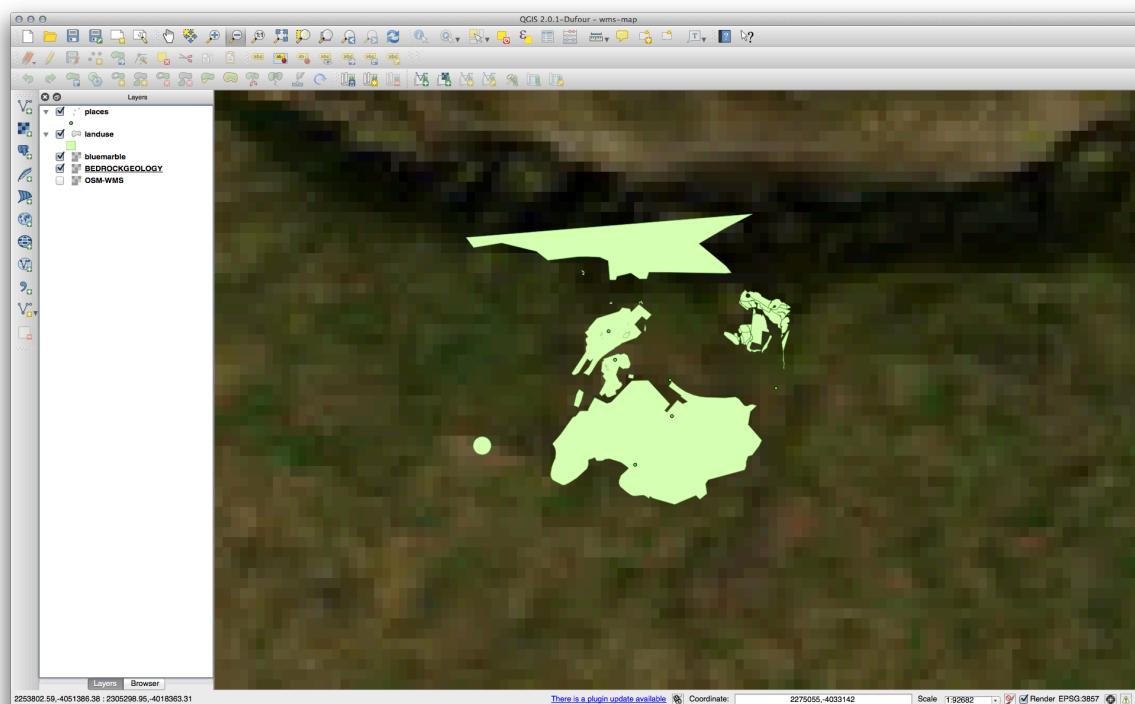 QGIS 2.0.1-Dufour - wms-map
Layers
places
landuse
bluemarble
BEDROCKGEOLOGY
OSM-WMS
Layers Browser
2253802.59,-4051386.38 : 2305298.95,-4018363.31 There is a plugin update available Coordinate: 2275055,-4033142 Scale 1:92682 Render EPSG:3857